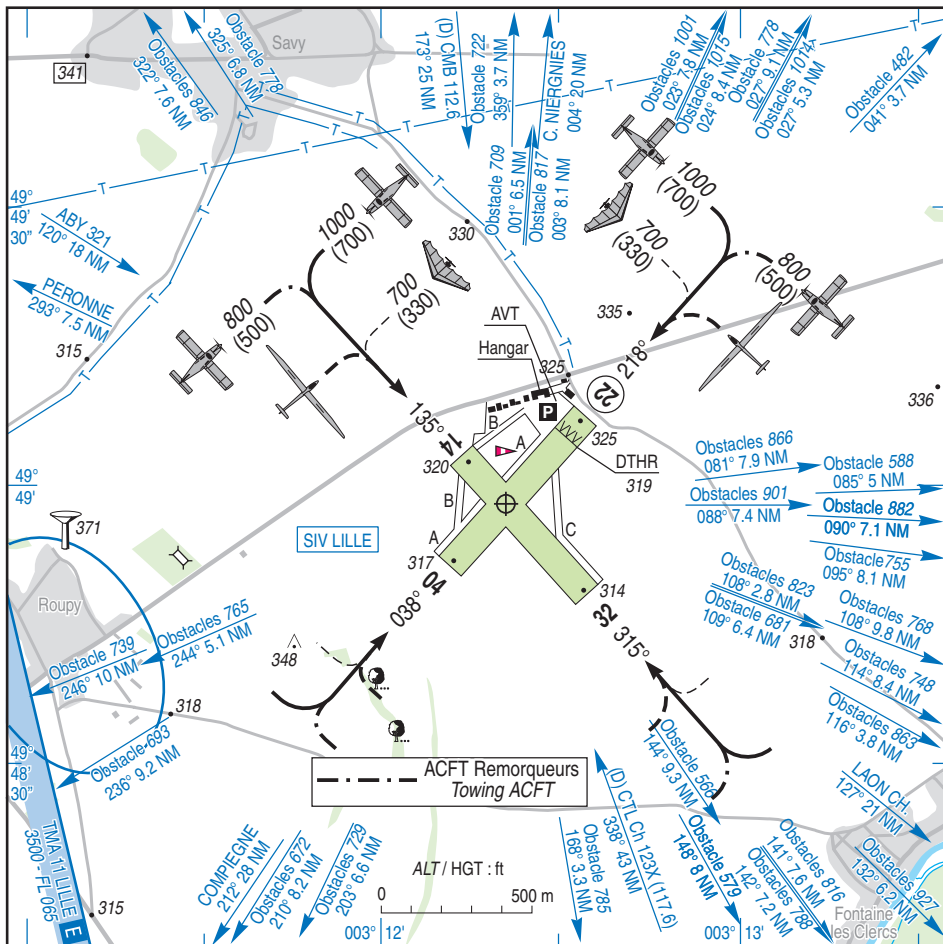 Savy
341
Obstacles 846
322° 7.6 NM
Obstacle 778
325° 6.8 NM
(D) CMB 112.6
173° 25 NM
Obstacle 722
359° 3.7 NM
C. NIERGNIES
004° 20 NM
Obstacle 709
001° 6.5 NM
Obstacle 817
003° 8.1 NM
Obstacles 1001
023° 7.8 NM
Obstacles 1015
024° 8.4 NM
Obstacle 778
027° 9.1 NM
Obstacles 1074
027° 5.3 NM
Obstacle 482
041° 3.7 NM
T
T
T
T
T
T
T
T
T
T
49°
49'
30"
ABY 321
120° 18 NM
PERONNE
293° 7.5 NM
315
330
1000
(700)
700
(330)
800
(500)
1000
(700)
700
(330)
800
(500)
335
336
AVT
Hangar
325
P
22
218°
135°
14
320
B
A
B
A
C
325
DTHR
319
317
04
038°
314
32
315°
49°
49'
371
Roupy
SIV LILLE
348
Obstacles 866
081° 7.9 NM
Obstacle 588
085° 5 NM
Obstacles 901
088° 7.4 NM
Obstacle 882
090° 7.1 NM
Obstacle 755
095° 8.1 NM
Obstacles 823
108° 2.8 NM
Obstacle 681
109° 6.4 NM
318
Obstacles 768
108° 9.8 NM
Obstacle 748
114° 8.4 NM
Obstacle 863
116° 3.8 NM
Obstacles 765
244° 5.1 NM
Obstacle 739
246° 10 NM
318
Obstacle 693
236° 9.2 NM
49°
48'
30"
ACFT Remorqueurs
Towing ACFT
Obstacle 566
144° 9.3 NM
LAON CH.
127° 21 NM
TMA 11 LILLE
3500 - FL 065
E
315
COMPIEGNE
212° 28 NM
Obstacles 672
210° 8.2 NM
Obstacle 729
203° 6.6 NM
ALT / HGT : ft
0 500 m
(D) CTL Ch 123X (117.6)
338° 43 NM
Obstacle 785
168° 3.3 NM
Obstacle 579
148° 8 NM
Obstacles 816
141° 7.6 NM
Obstacle 788
142° 7.2 NM
Obstacles 927
132° 6.2 NM
Fontaine
les Clercs
003° 12'
003° 13'